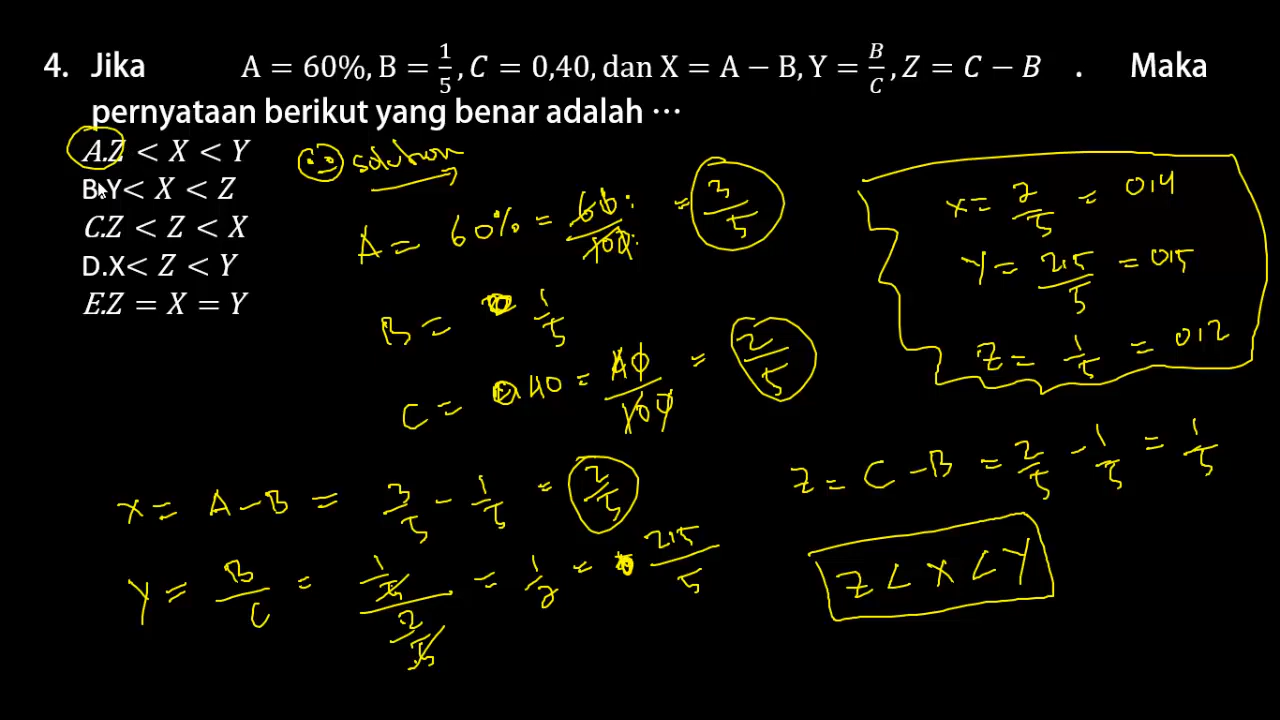 4. Jika A = 60%, B = 1/5, C = 0,40, dan X = A − B, Y = B/C, Z = C − B . Maka
pernyataan berikut yang benar adalah ⋯
A.Z < X < Y
B.Y< X < Z
C.Z < Z < X
D.X< Z < Y
E.Z = X = Y
solution
A = 60% = 60/100 = 3/5
B = 1/5
C = 0,40 = 40/100 = 2/5
X = A − B = 3/5 − 1/5 = 2/5
Y = B/C = (1/5)/(2/5) = 1/2 = 2,5/5
X = 2/5 = 0,4
Y = 2,5/5 = 0,5
Z = 1/5 = 0,2
Z = C − B = 2/5 − 1/5 = 1/5
Z < X < Y